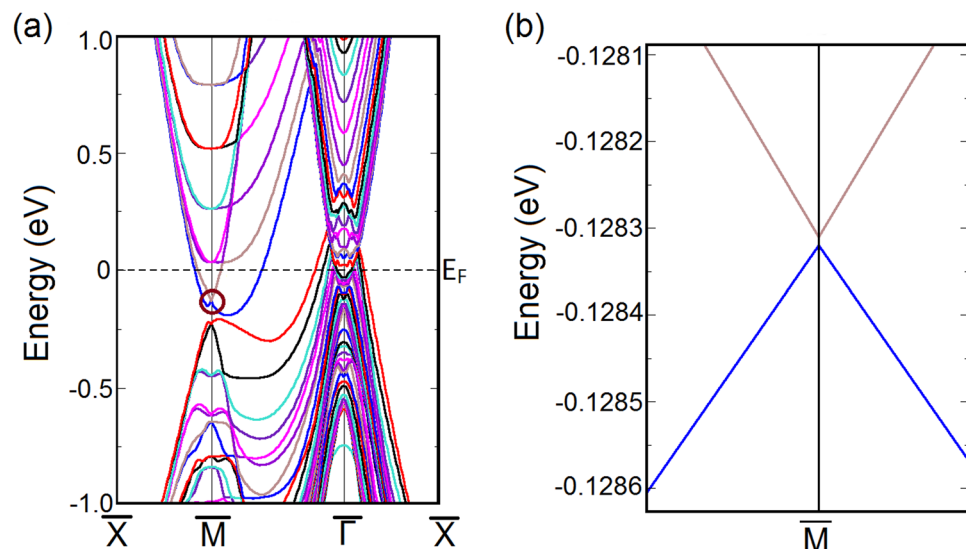 (a)
Energy (eV)
1.0
0.5
0
-0.5
-1.0
E_F
X̅ M̅ Γ̅ X̅
(b)
Energy (eV)
-0.1281
-0.1282
-0.1283
-0.1284
-0.1285
-0.1286
M̅